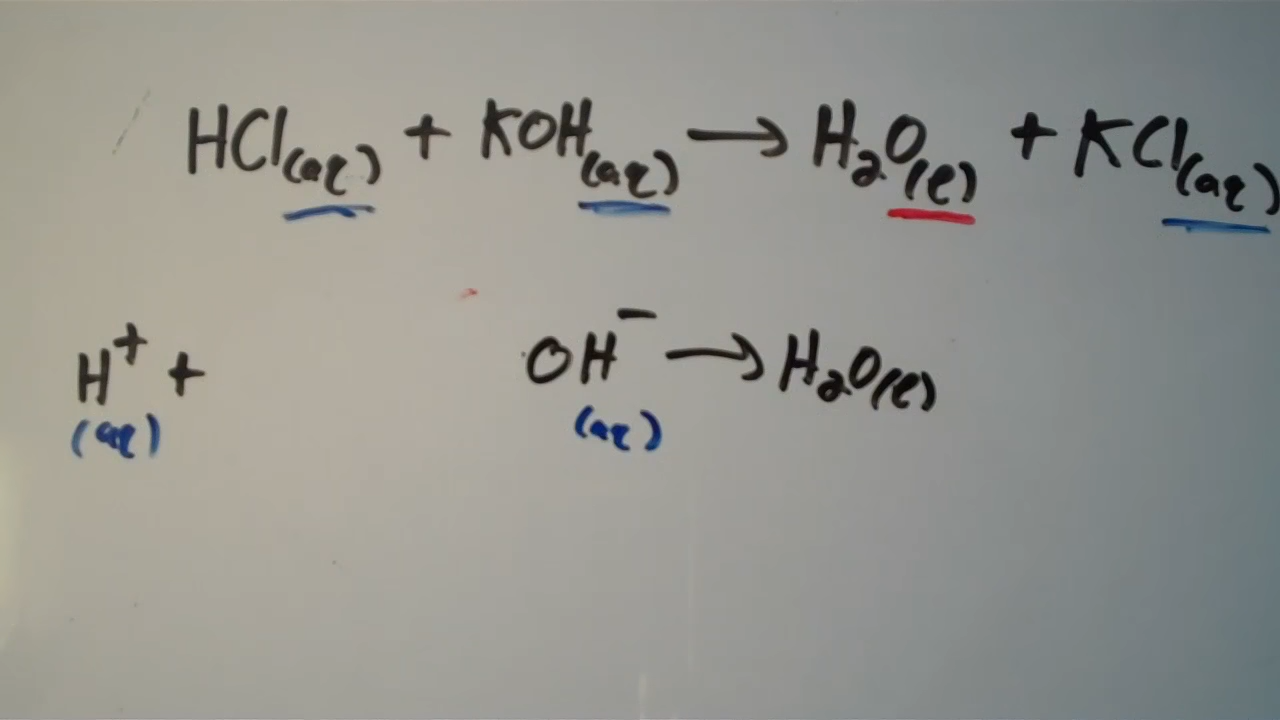 HCl(aq) + KOH(aq) → H₂O(l) + KCl(aq)
H⁺ + OH⁻ → H₂O(l)
(aq) (aq)